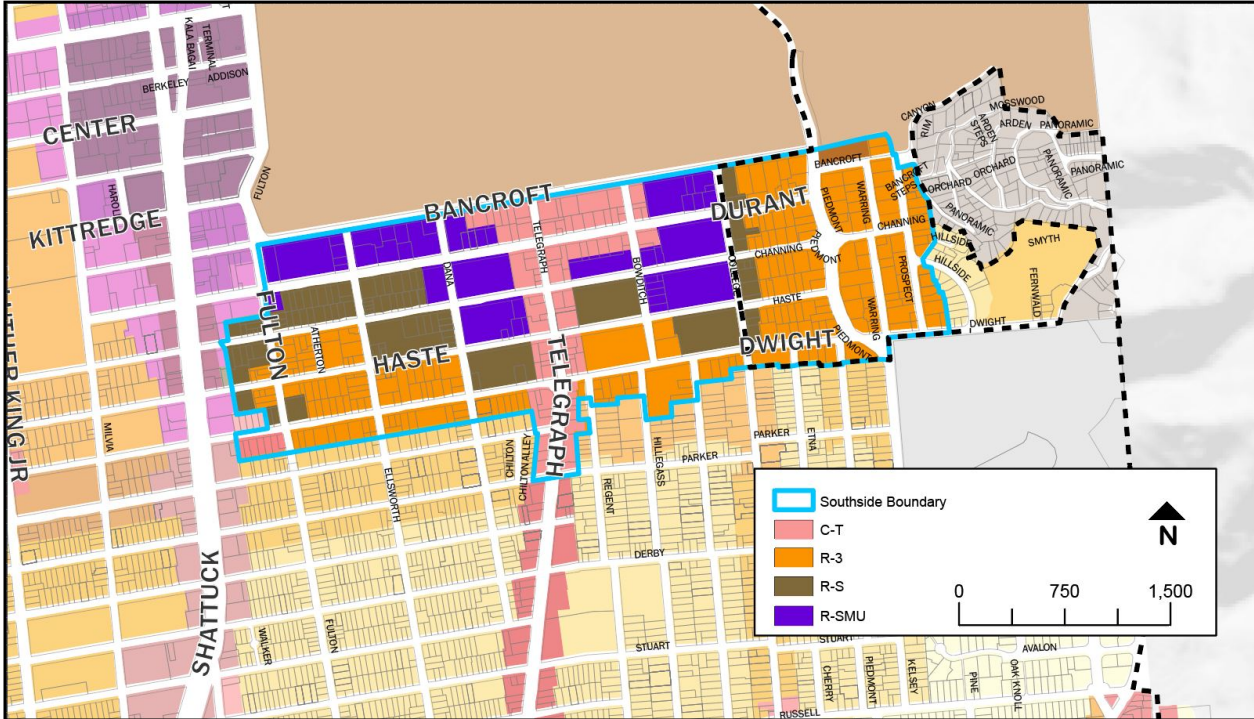 KALA BAGAI
TERMINAL
ADDISON
BERKELEY
CENTER
HAROL
KITTREDGE
FULTON
BANCROFT
TELEGRAPH
DANA
BOWDITCH
DURANT
COLLEG
CHANNING
HASTE
BANCROFT
PIEDMONT
WARRING
BANCROFT
STEPS
CHANNING
PIEDMONT
PROSPECT
WARRING
PIEDMONT
CANYON
RIM
MOSSWOOD
ARDEN
STEPS
ARDEN
PANORAMIC
ORCHARD
ORCHARD
PANORAMIC
PANORAMIC
PANORAMIC
HILLSIDE
HILLSIDE
SMYTH
FERNWALD
DWIGHT
FULTON
ATHERTON
HASTE
TELEGRAPH
DWIGHT
MILVIA
SHATTUCK
ELLSWORTH
CHILTON
CHILTON ALLEY
REGENT
HILLEGASS
PARKER
PARKER
ETNA
DERBY
STUART
STUART
WALKER
FULTON
RUSSELL
CHERRY
PIEDMONT
KELSEY
PINE
OAK KNOLL
AVALON
Southside Boundary
C-T
R-3
R-S
R-SMU
N
0 750 1,500